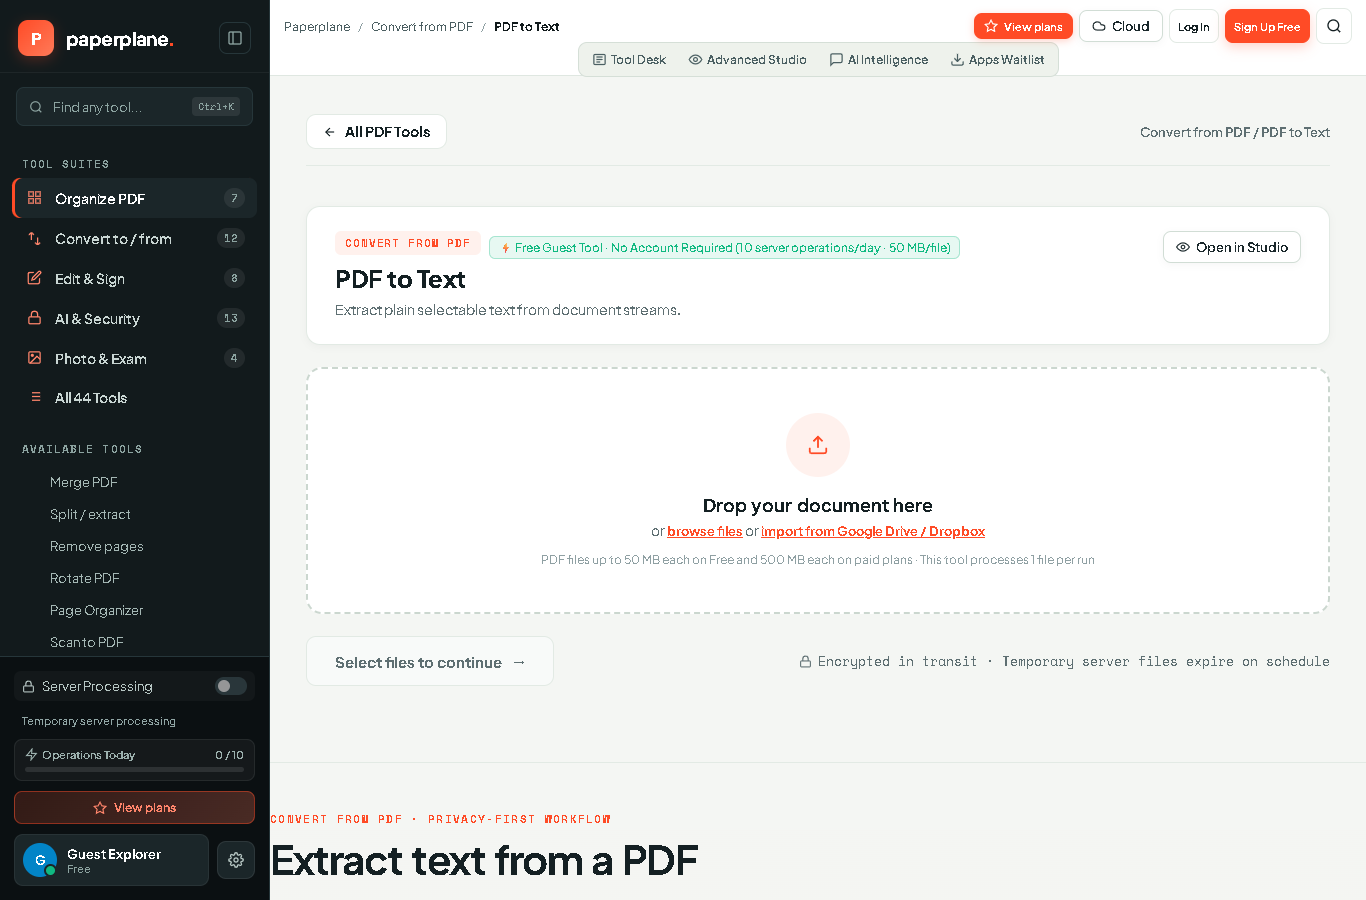 P paperplane.
Find any tool... Ctrl+K
TOOL SUITES
Organize PDF 7
Convert to / from 12
Edit & Sign 8
AI & Security 13
Photo & Exam 4
All 44 Tools
AVAILABLE TOOLS
Merge PDF
Split / extract
Remove pages
Rotate PDF
Page Organizer
Scan to PDF
Server Processing
Temporary server processing
Operations Today 0 / 10
View plans
G Guest Explorer
Free
Paperplane / Convert from PDF / PDF to Text
View plans Cloud Log In Sign Up Free
Tool Desk Advanced Studio AI Intelligence Apps Waitlist
← All PDF Tools
Convert from PDF / PDF to Text
CONVERT FROM PDF
Free Guest Tool · No Account Required (10 server operations/day · 50 MB/file)
Open in Studio
PDF to Text
Extract plain selectable text from document streams.
Drop your document here
or browse files or import from Google Drive / Dropbox
PDF files up to 50 MB each on Free and 500 MB each on paid plans · This tool processes 1 file per run
Select files to continue →
Encrypted in transit · Temporary server files expire on schedule
CONVERT FROM PDF · PRIVACY-FIRST WORKFLOW
Extract text from a PDF